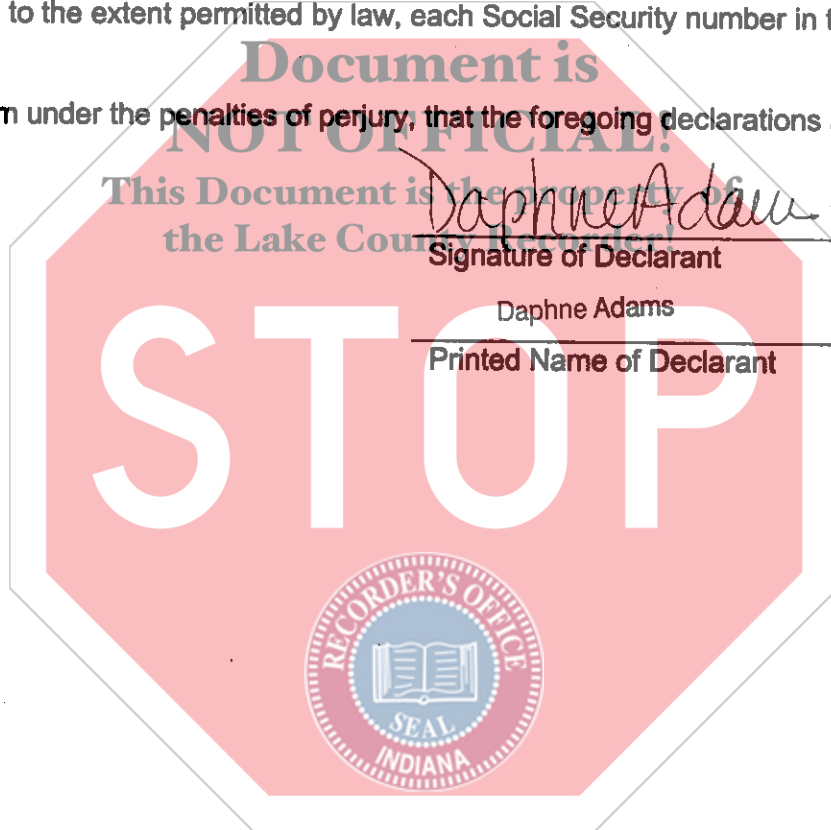 to the extent permitted by law, each Social Security number in t
Document is
n under the penalties of perjury, that the foregoing declarations
NOT OFFICIAL!
This Document is the property of
the Lake County Recorder!
Daphne Adams
Signature of Declarant
Daphne Adams
Printed Name of Declarant
STOP
RECORDER'S OFFICE
SEAL
INDIANA